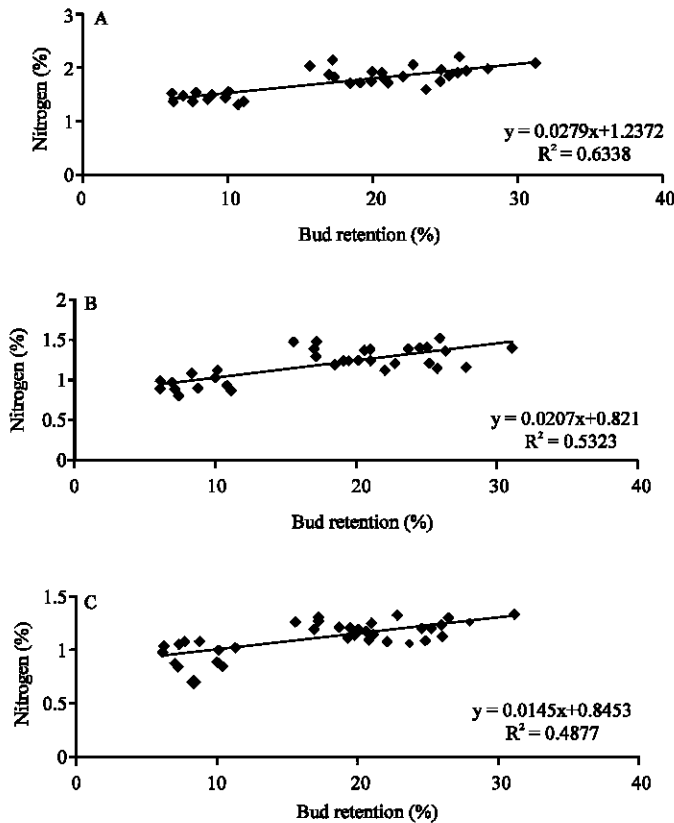 A
3
2
1
0
Nitrogen (%)
y = 0.0279x+1.2372
R² = 0.6338
0 10 20 30 40
Bud retention (%)
B
2
1.5
1
0.5
0
Nitrogen (%)
y = 0.0207x+0.821
R² = 0.5323
0 10 20 30 40
Bud retention (%)
C
1.5
1
0.5
0
Nitrogen (%)
y = 0.0145x+0.8453
R² = 0.4877
0 10 20 30 40
Bud retention (%)